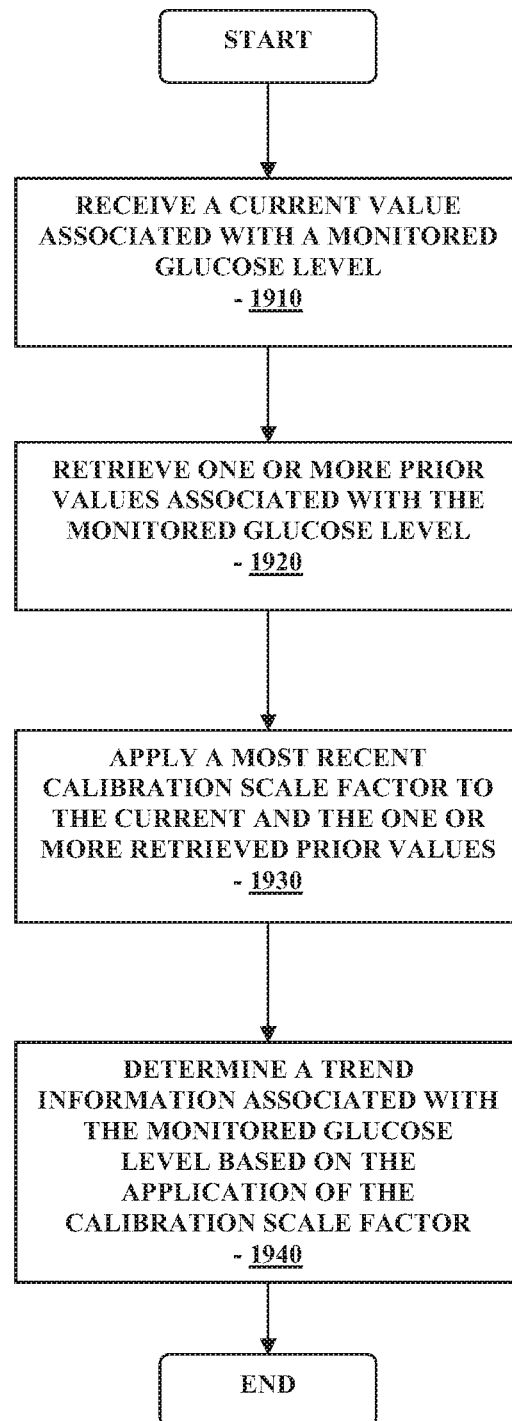 START
RECEIVE A CURRENT VALUE
ASSOCIATED WITH A MONITORED
GLUCOSE LEVEL
- 1910
RETRIEVE ONE OR MORE PRIOR
VALUES ASSOCIATED WITH THE
MONITORED GLUCOSE LEVEL
- 1920
APPLY A MOST RECENT
CALIBRATION SCALE FACTOR TO
THE CURRENT AND THE ONE OR
MORE RETRIEVED PRIOR VALUES
- 1930
DETERMINE A TREND
INFORMATION ASSOCIATED WITH
THE MONITORED GLUCOSE
LEVEL BASED ON THE
APPLICATION OF THE
CALIBRATION SCALE FACTOR
- 1940
END